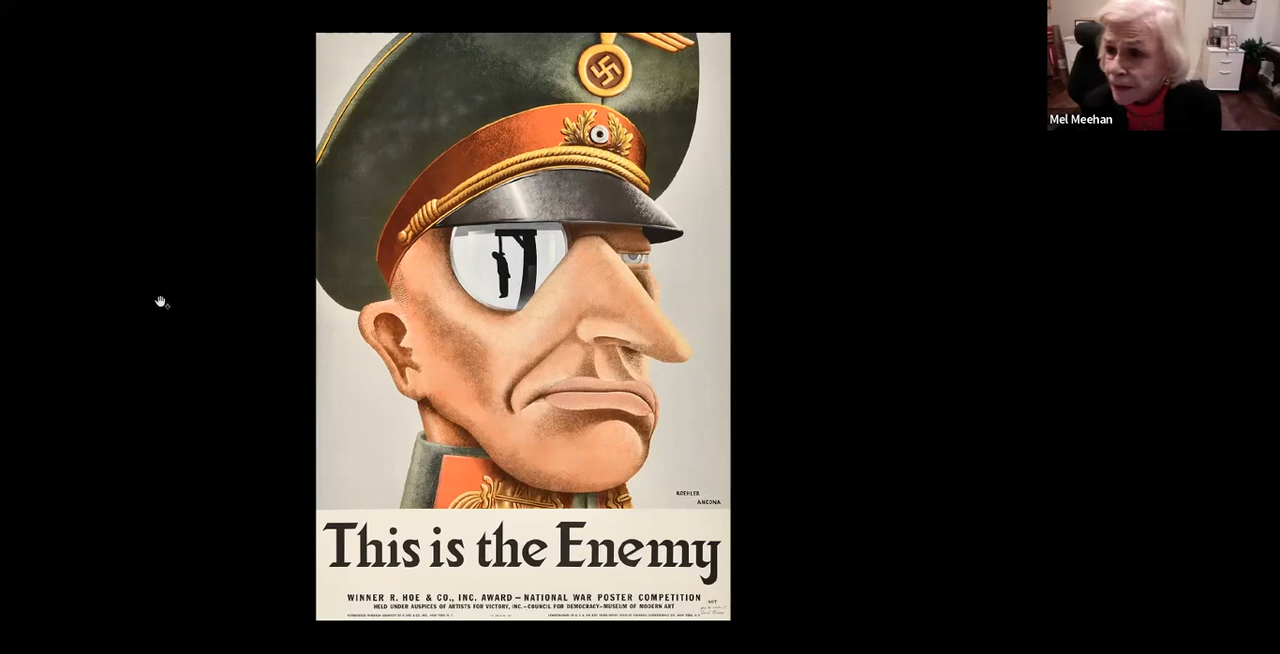 Mel Meehan
KOEHLER
ANCONA
This is the Enemy
WINNER R. HOE & CO., INC. AWARD – NATIONAL WAR POSTER COMPETITION
HELD UNDER AUSPICES OF ARTISTS FOR VICTORY, INC.–COUNCIL FOR DEMOCRACY–MUSEUM OF MODERN ART